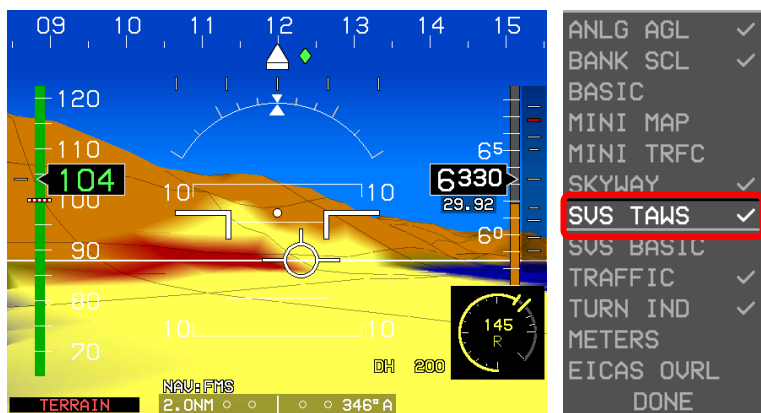 09 10 11 12 13 14 15
120
110
104
100
90
80
70
10 10
10 10
65
6330
29.92
60
145
R
DH 200
NAV:FMS
TERRAIN
2.0NM 346° A
ANLG AGL ✓
BANK SCL ✓
BASIC
MINI MAP
MINI TRFC
SKYWAY ✓
SVS TAWS ✓
SVS BASIC
TRAFFIC ✓
TURN IND ✓
METERS
EICAS OVRL
DONE